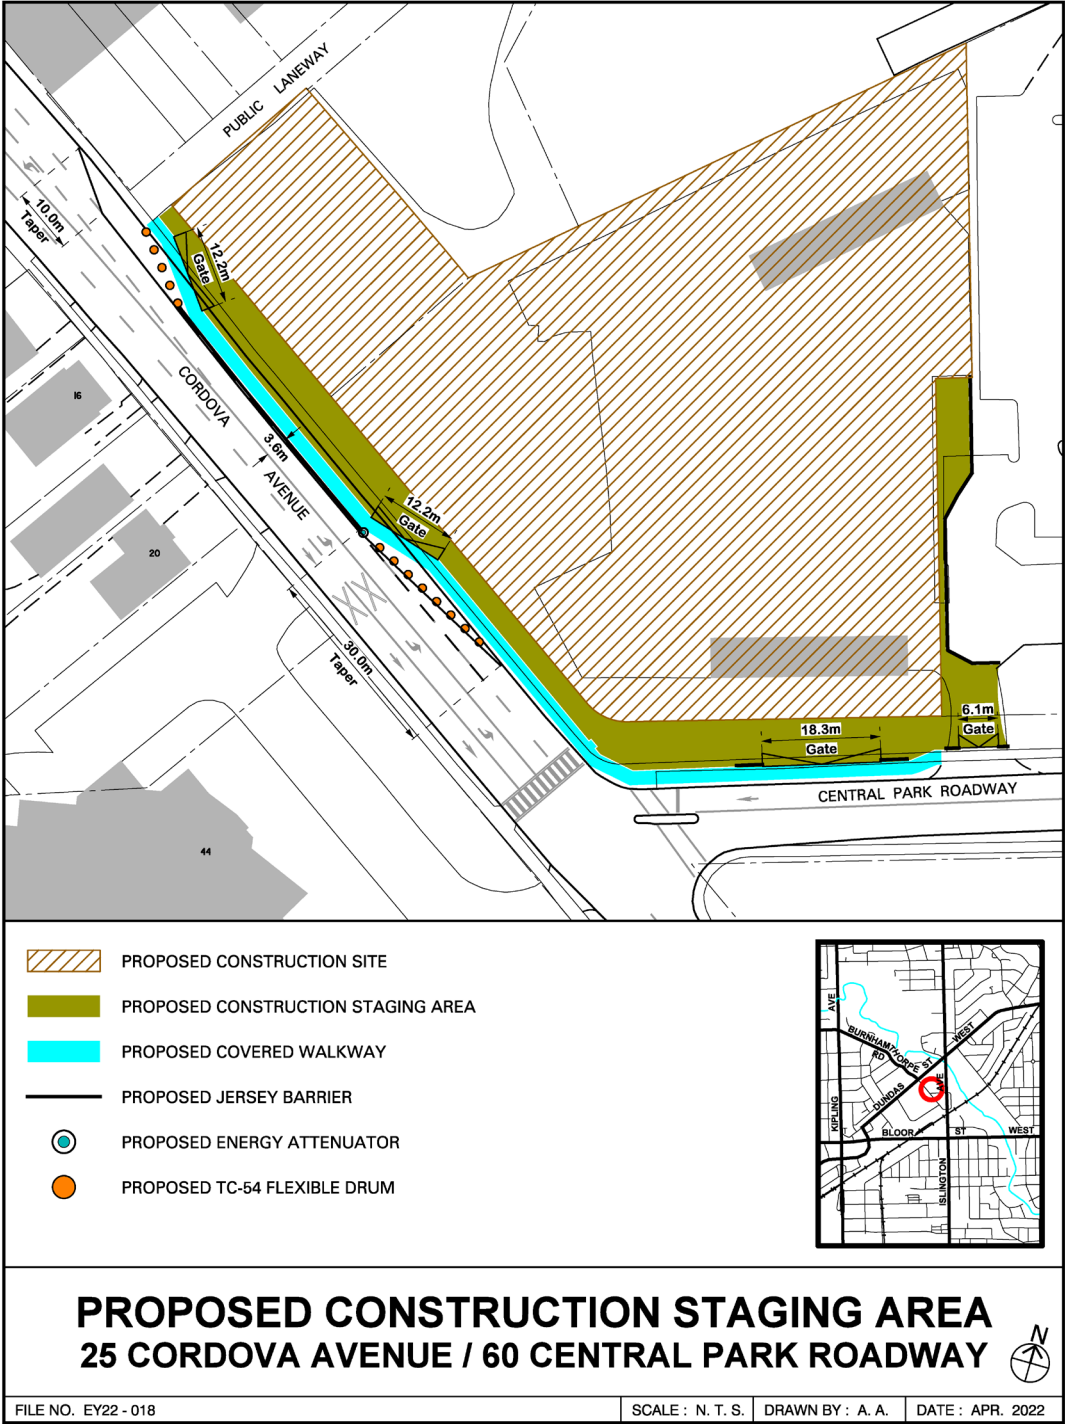 PUBLIC LANEWAY
10.0m
Taper
12.2m
Gate
CORDOVA
AVENUE
3.6m
12.2m
Gate
16
20
30.0m
Taper
44
18.3m
Gate
6.1m
Gate
CENTRAL PARK ROADWAY
PROPOSED CONSTRUCTION SITE
PROPOSED CONSTRUCTION STAGING AREA
PROPOSED COVERED WALKWAY
PROPOSED JERSEY BARRIER
PROPOSED ENERGY ATTENUATOR
PROPOSED TC-54 FLEXIBLE DRUM
AVE
BURNHAMTHORPE
RD
ST
WEST
DUNDAS
AVE
KIPLING
BLOOR
ST
WEST
ISLINGTON
PROPOSED CONSTRUCTION STAGING AREA
25 CORDOVA AVENUE / 60 CENTRAL PARK ROADWAY
N
FILE NO. EY22 - 018
SCALE : N. T. S.
DRAWN BY : A. A.
DATE : APR. 2022